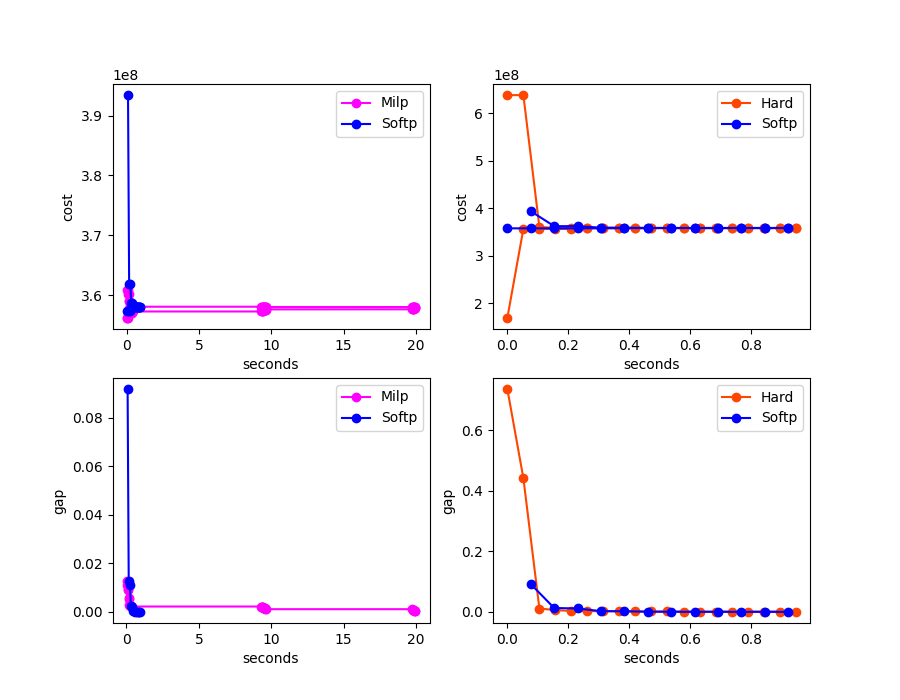 1e8
3.9
3.8
3.7
3.6
cost
0 5 10 15 20
seconds
Milp
Softp
1e8
6
5
4
3
2
cost
0.0 0.2 0.4 0.6 0.8
seconds
Hard
Softp
0.08
0.06
0.04
0.02
0.00
gap
0 5 10 15 20
seconds
Milp
Softp
0.6
0.4
0.2
0.0
gap
0.0 0.2 0.4 0.6 0.8
seconds
Hard
Softp